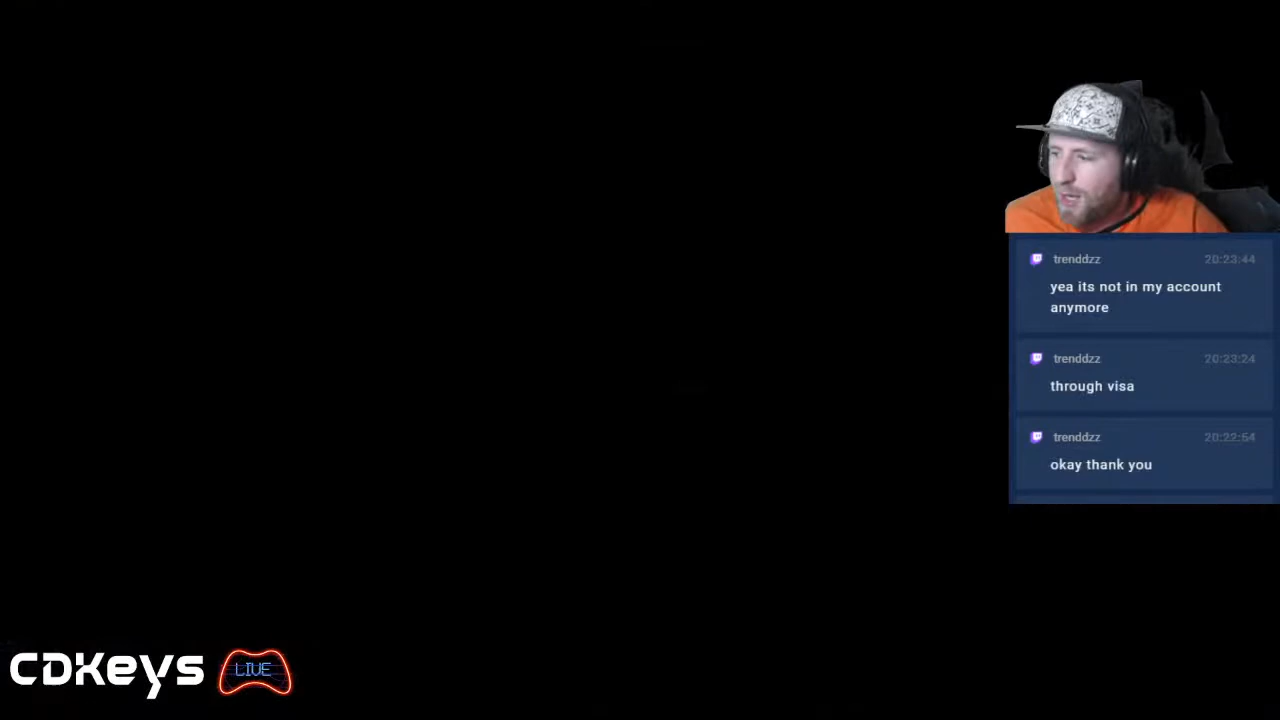 trenddzz 20:23:44
yea its not in my account
anymore
trenddzz 20:23:24
through visa
trenddzz 20:22:54
okay thank you
CDKeys LIVE